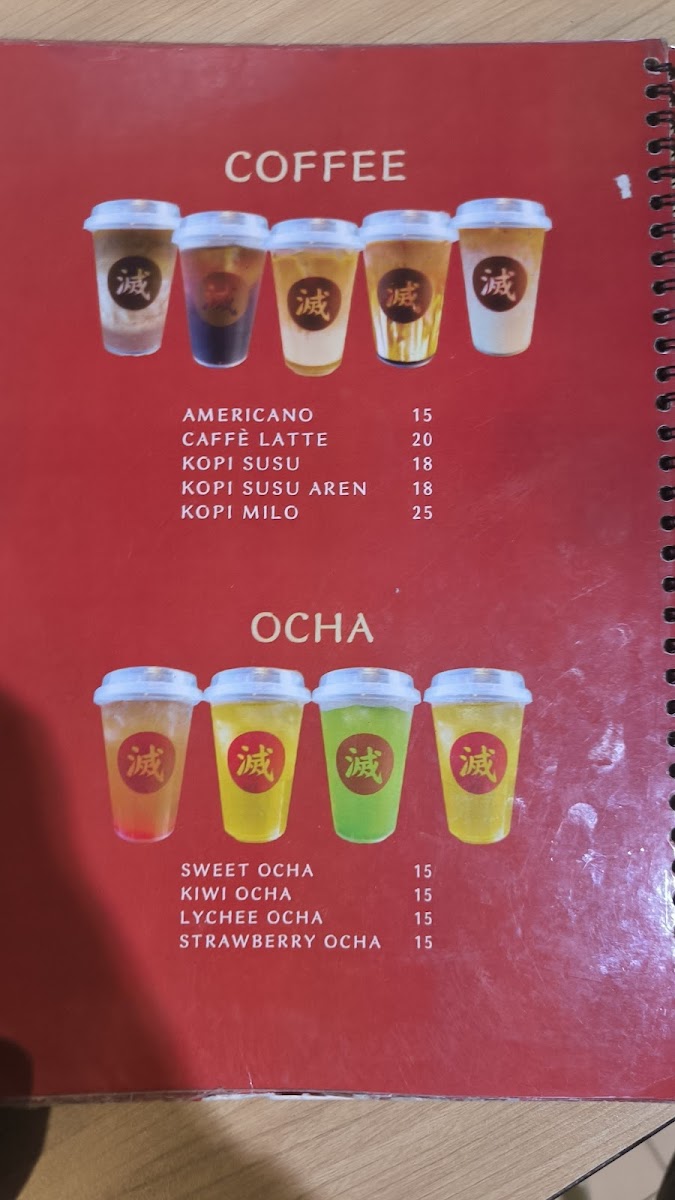 COFFEE
滅 滅 滅 滅 滅
AMERICANO 15
CAFFÈ LATTE 20
KOPI SUSU 18
KOPI SUSU AREN 18
KOPI MILO 25
OCHA
滅 滅 滅 滅
SWEET OCHA 15
KIWI OCHA 15
LYCHEE OCHA 15
STRAWBERRY OCHA 15